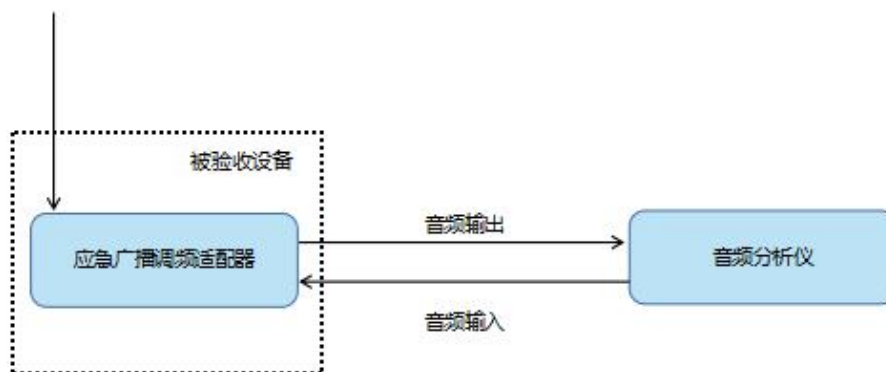 被验收设备
音频输出
应急广播调频适配器
音频分析仪
音频输入